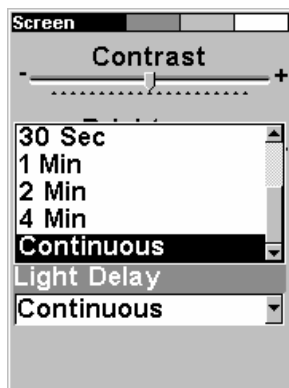 Screen
Contrast
- +
30 Sec
1 Min
2 Min
4 Min
Continuous
Light Delay
Continuous